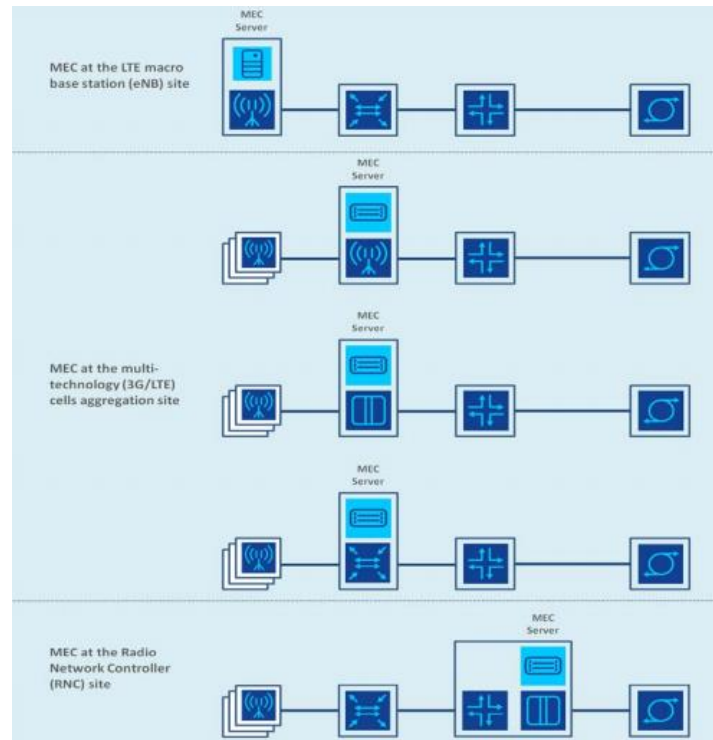 MEC
Server
MEC at the LTE macro
base station (eNB) site
MEC
Server
MEC
Server
MEC at the multi-
technology (3G/LTE)
cells aggregation site
MEC
Server
MEC
Server
MEC at the Radio
Network Controller
(RNC) site